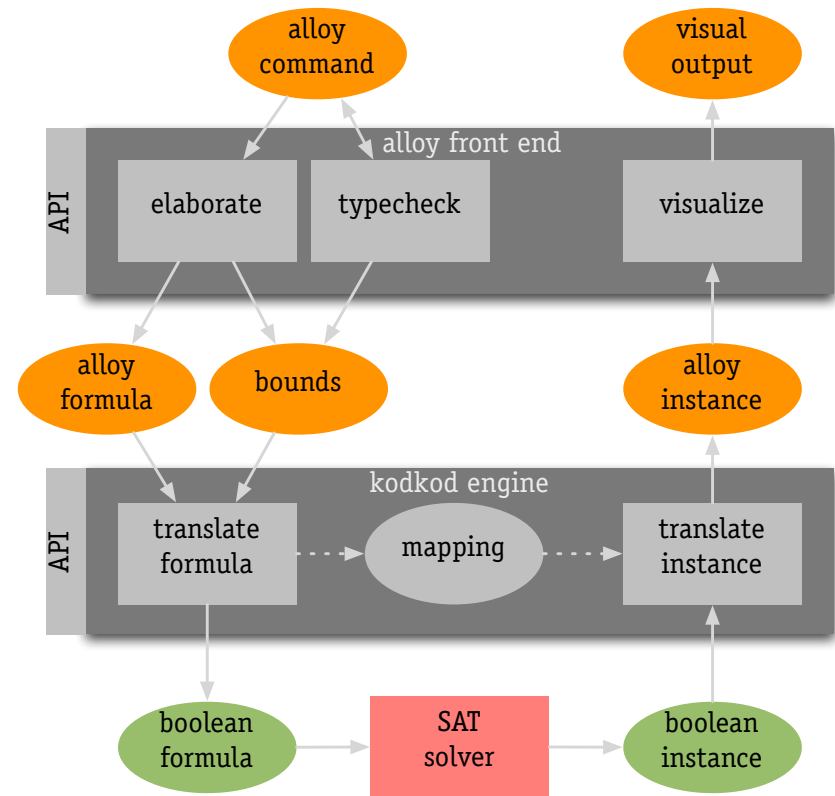 alloy
command
visual
output
alloy front end
API
elaborate
typecheck
visualize
alloy
formula
bounds
alloy
instance
kodkod engine
API
translate
formula
mapping
translate
instance
boolean
formula
SAT
solver
boolean
instance